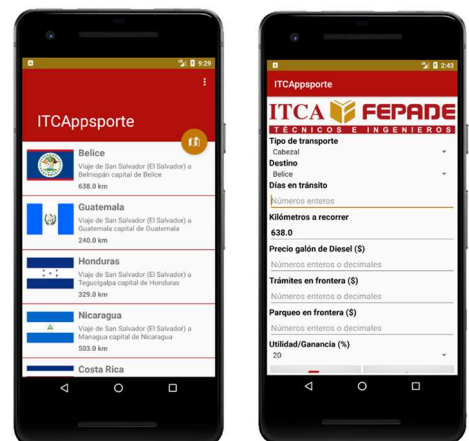 9:29
ITCAppsporte
Belice
Viaje de San Salvador (El Salvador) a
Belmopán capital de Belice
638.0 km
Guatemala
Viaje de San Salvador (El Salvador) a
Guatemala capital de Guatemala
240.0 km
Honduras
Viaje de San Salvador (El Salvador) a
Tegucigalpa capital de Honduras
329.0 km
Nicaragua
Viaje de San Salvador (El Salvador) a
Managua capital de Nicaragua
503.0 km
Costa Rica
2:43
ITCAppsporte
ITCA FEPADE
TÉCNICOS E INGENIEROS
Tipo de transporte
Cabezal
Destino
Belice
Días en tránsito
Números enteros
Kilómetros a recorrer
638.0
Precio galón de Diesel ($)
Números enteros o decimales
Trámites en frontera ($)
Números enteros o decimales
Parqueo en frontera ($)
Números enteros o decimales
Utilidad/Ganancia (%)
20